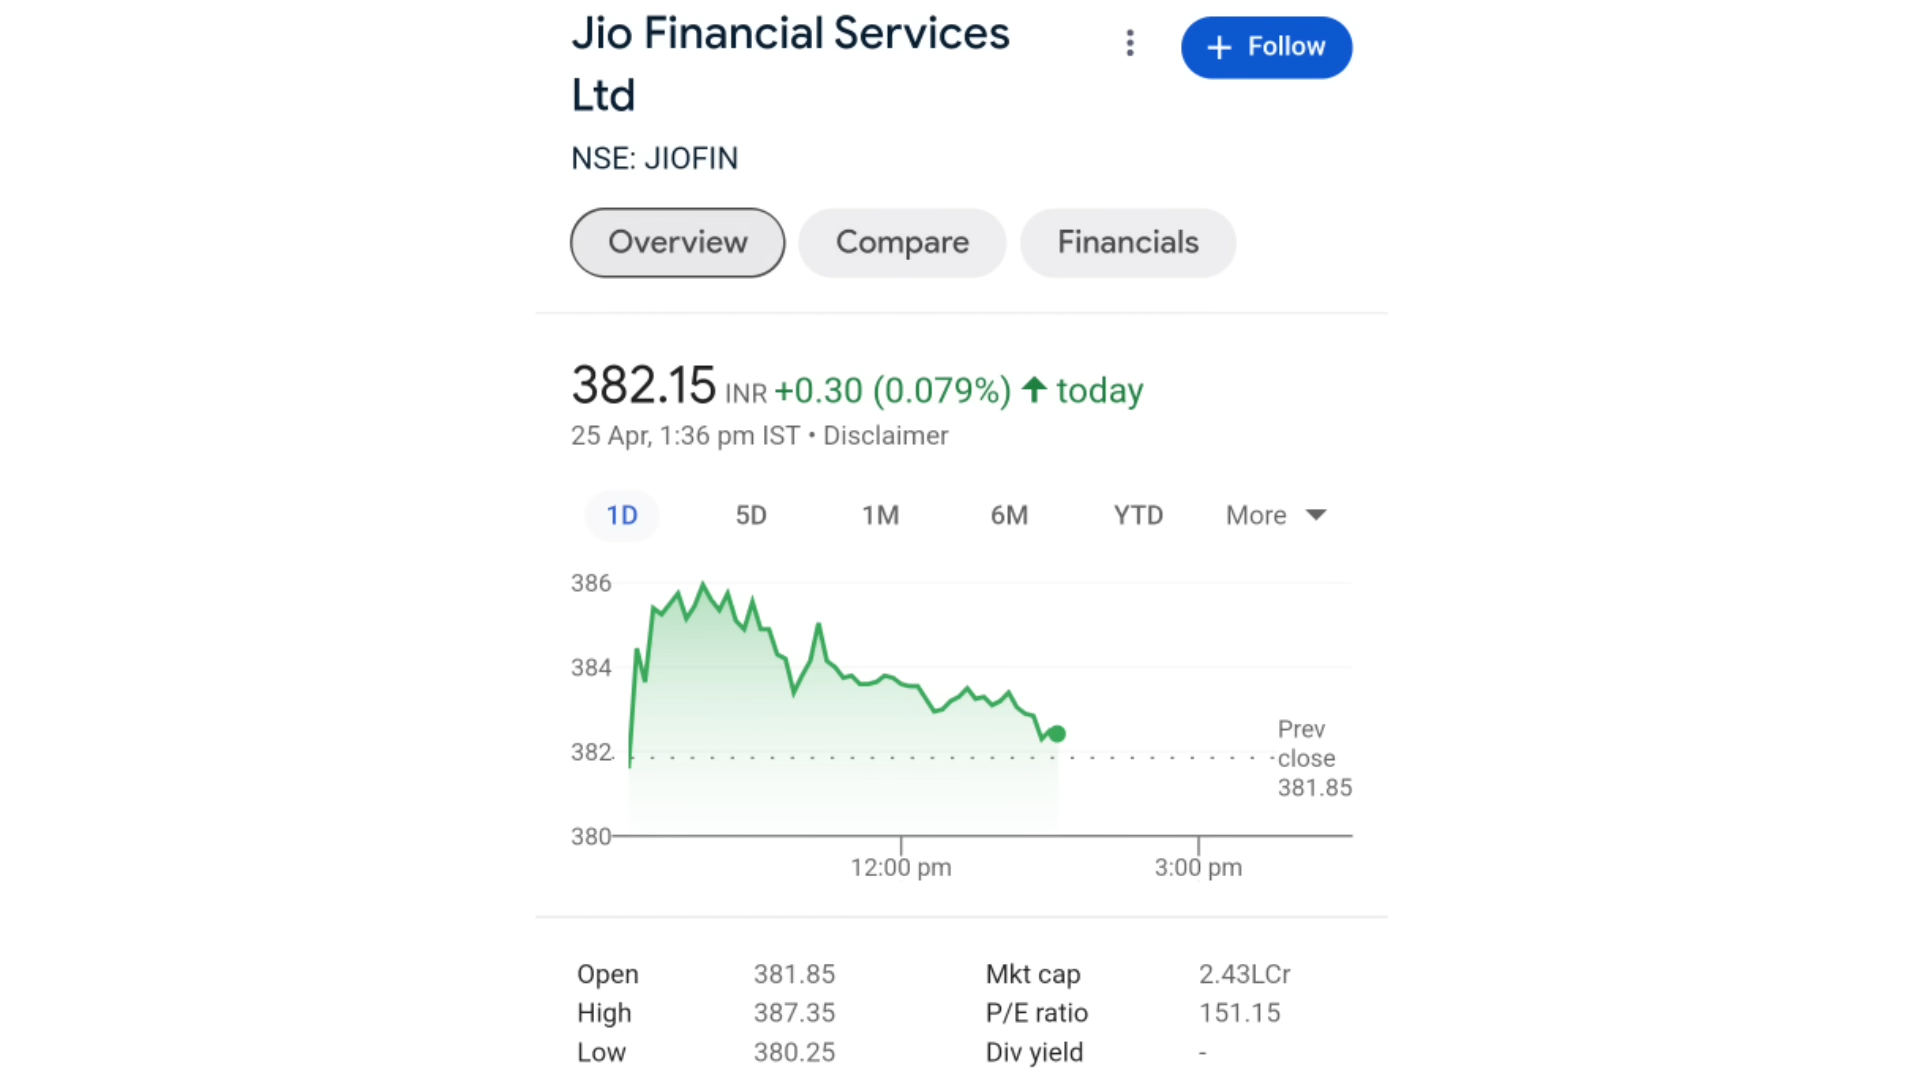 Jio Financial Services
Ltd
+ Follow
NSE: JIOFIN
Overview
Compare
Financials
382.15 INR +0.30 (0.079%) ↑ today
25 Apr, 1:36 pm IST • Disclaimer
1D 5D 1M 6M YTD More
386
384
382
380
Prev
close
381.85
12:00 pm 3:00 pm
Open 381.85 Mkt cap 2.43LCr
High 387.35 P/E ratio 151.15
Low 380.25 Div yield -